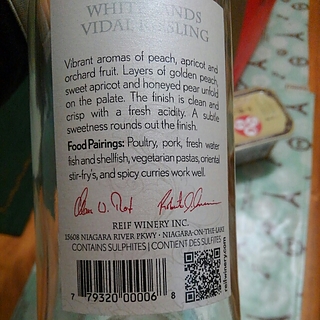 WHITE SANDS
VIDAL RIESLING
Vibrant aromas of peach, apricot and
orchard fruit. Layers of golden peach,
sweet apricot and honeyed pear unfold
on the palate. The finish is clean and
crisp with a fresh acidity. A subtle
sweetness rounds out the finish.
Food Pairings: Poultry, pork, fresh water
fish and shellfish, vegetarian pastas, oriental
stir-fry's, and spicy curries work well.
REIF WINERY INC.
15608 NIAGARA RIVER PKWY • NIAGARA-ON-THE-LAKE
CONTAINS SULPHITES | CONTIENT DES SULFITES
7 79320 00006 8
reifwinery.com